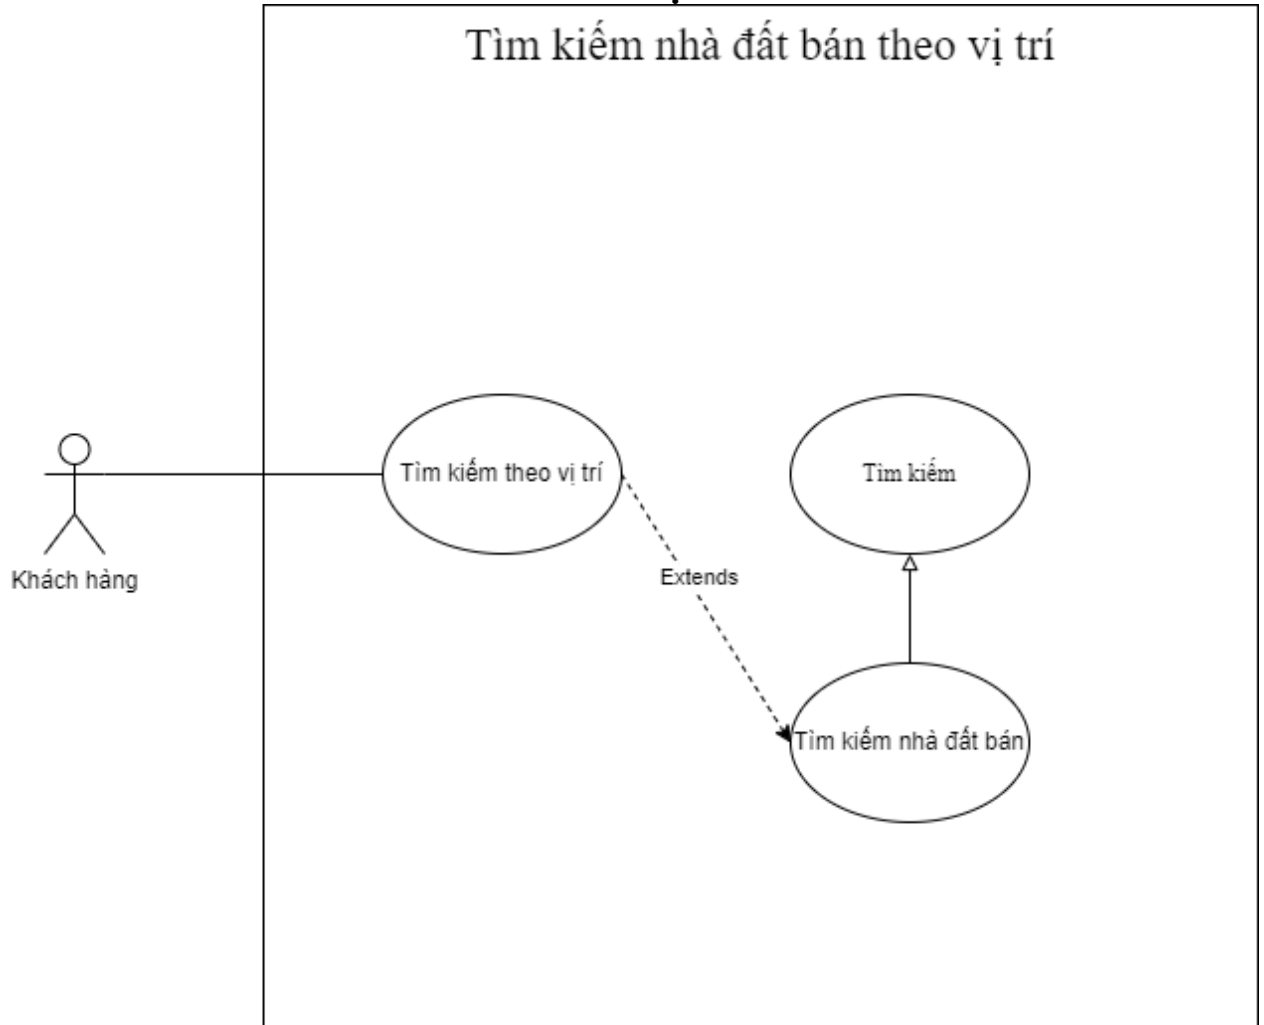 Tìm kiếm nhà đất bán theo vị trí
Tìm kiếm theo vị trí
Tìm kiếm
Khách hàng
Extends
Tìm kiếm nhà đất bán